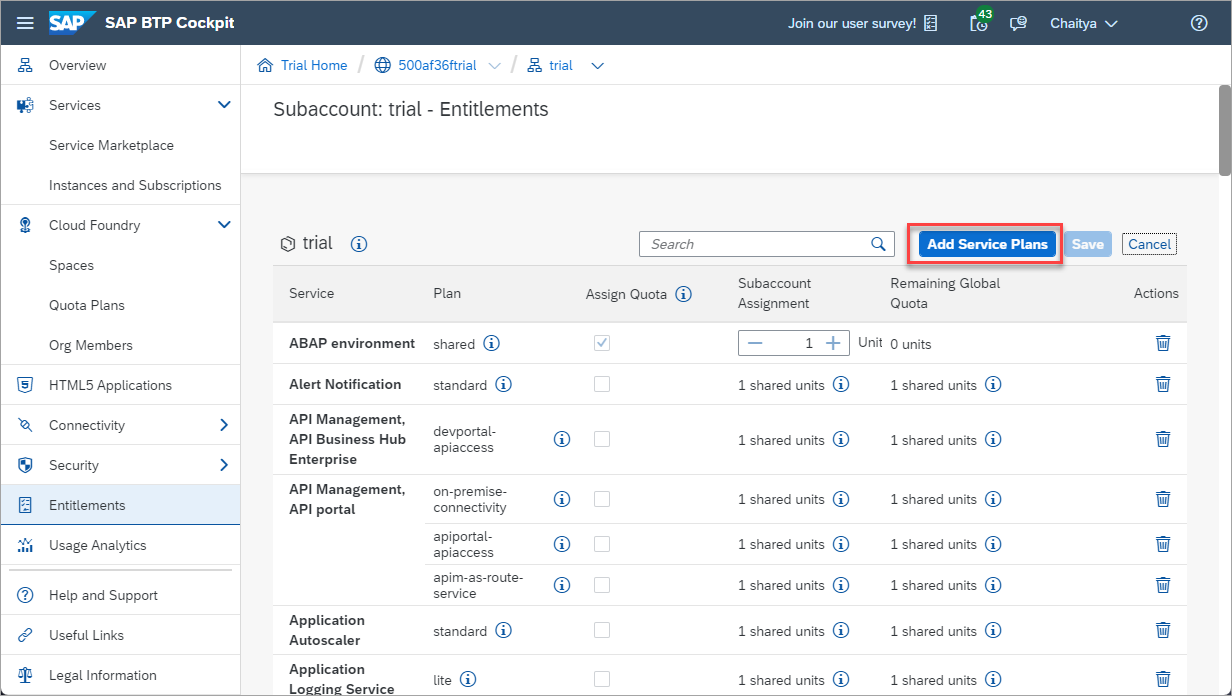 SAP SAP BTP Cockpit
Join our user survey!
43
Chaitya
Overview
Services
Service Marketplace
Instances and Subscriptions
Cloud Foundry
Spaces
Quota Plans
Org Members
HTML5 Applications
Connectivity
Security
Entitlements
Usage Analytics
Help and Support
Useful Links
Legal Information
Trial Home / 500af36ftrial / trial
Subaccount: trial - Entitlements
trial
Search
Add Service Plans
Save
Cancel
Service
Plan
Assign Quota
Subaccount
Assignment
Remaining Global
Quota
Actions
ABAP environment
shared
1
Unit
0 units
Alert Notification
standard
1 shared units
1 shared units
API Management,
API Business Hub
Enterprise
devportal-
apiaccess
1 shared units
1 shared units
API Management,
API portal
on-premise-
connectivity
1 shared units
1 shared units
apiportal-
apiaccess
1 shared units
1 shared units
apim-as-route-
service
1 shared units
1 shared units
Application
Autoscaler
standard
1 shared units
1 shared units
Application
Logging Service
lite
1 shared units
1 shared units